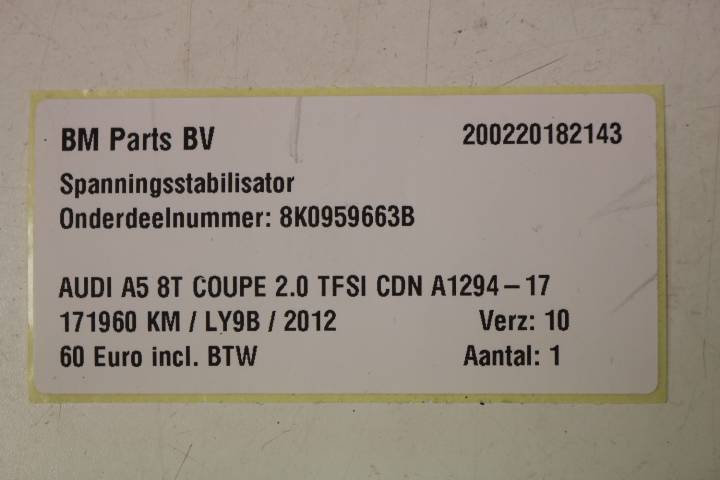 BM Parts BV 200220182143
Spanningsstabilisator
Onderdeelnummer: 8K0959663B
AUDI A5 8T COUPE 2.0 TFSI CDN A1294-17
171960 KM / LY9B / 2012 Verz: 10
60 Euro incl. BTW Aantal: 1